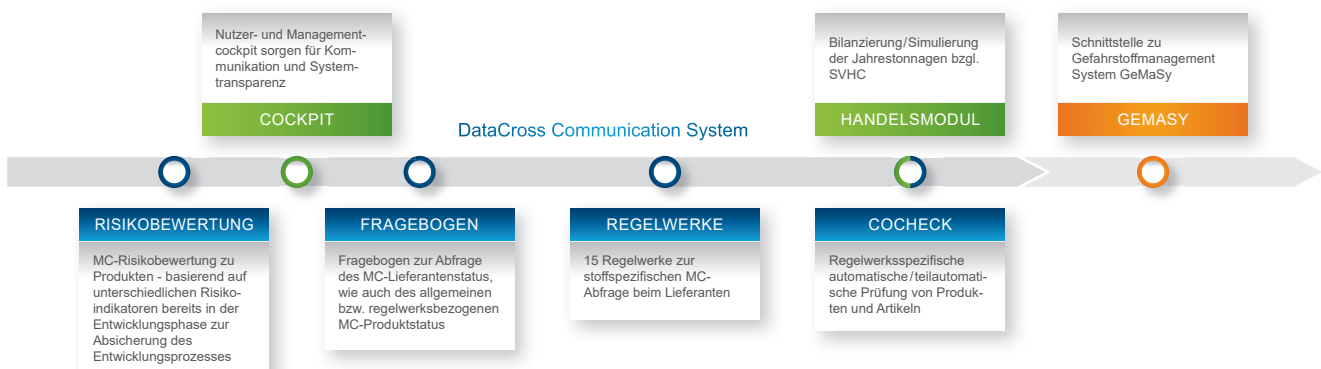 Nutzer- und Management-
cockpit sorgen für Kom-
munikation und System-
transparenz
COCKPIT
DataCross Communication System
Bilanzierung/Simulierung
der Jahrestonnagen bzgl.
SVHC
HANDELSMODUL
Schnittstelle zu
Gefahrstoffmanagement
System GeMaSy
GEMASY
RISIKOBEWERTUNG
MC-Risikobewertung zu
Produkten - basierend auf
unterschiedlichen Risiko-
indikatoren bereits in der
Entwicklungsphase zur
Absicherung des
Entwicklungsprozesses
FRAGEBOGEN
Fragebogen zur Abfrage
des MC-Lieferantenstatus,
wie auch des allgemeinen
bzw. regelwerksbezogenen
MC-Produktstatus
REGELWERKE
15 Regelwerke zur
stoffspezifischen MC-
Abfrage beim Lieferanten
COCHECK
Regelwerksspezifische
automatische/teilautomati-
sche Prüfung von Produk-
ten und Artikeln